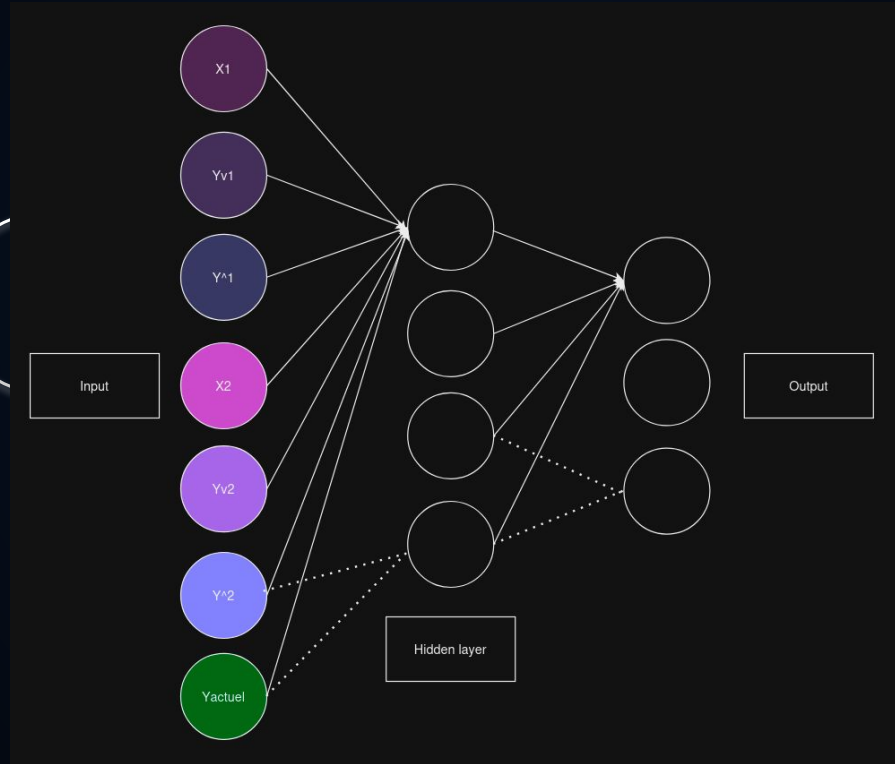 X1
Yv1
Y^1
X2
Yv2
Y^2
Yactuel
Input
Hidden layer
Output